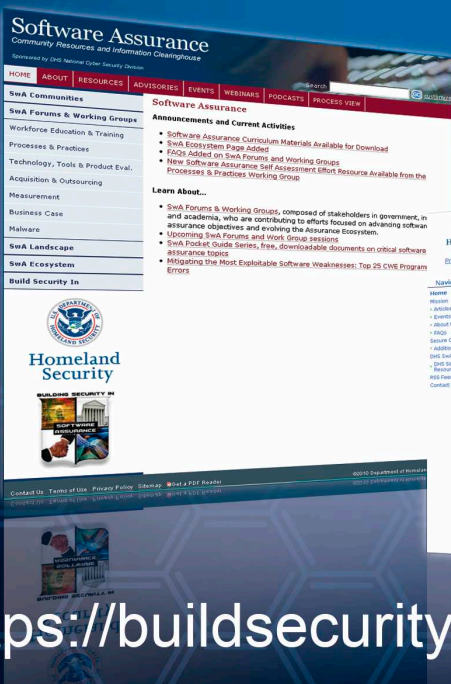 Software Assurance
Community Resources and Information Clearinghouse
Sponsored by DHS National Cyber Security Division
Search
HOME ABOUT RESOURCES ADVISORIES EVENTS WEBINARS PODCASTS PROCESS VIEW
SwA Communities
SwA Forums & Working Groups
Workforce Education & Training
Processes & Practices
Technology, Tools & Product Eval.
Acquisition & Outsourcing
Measurement
Business Case
Malware
SwA Landscape
SwA Ecosystem
Build Security In
Software Assurance
Announcements and Current Activities
• Software Assurance Curriculum Materials Available for Download
• SwA Ecosystem Page Added
• FAQs Added on SwA Forums and Working Groups
• New Software Assurance Self Assessment Effort Resource Available from the
Processes & Practices Working Group
Learn About...
• SwA Forums & Working Groups, composed of stakeholders in government, in
and academia, who are contributing to efforts focused on advancing softwar
assurance objectives and evolving the Assurance Ecosystem.
• Upcoming SwA Forums and Work Group sessions
• SwA Pocket Guide Series, free, downloadable documents on critical software
assurance topics
• Mitigating the Most Exploitable Software Weaknesses: Top 25 CWE Program
Errors
Home
Mission
Events
FAQs
Contact
Homeland
Security
BUILDING SECURITY IN
SOFTWARE
ASSURANCE
Contact Us Terms of Use Privacy Policy Sitemap Get a PDF Reader
©2010 Department of Homelan
ps://buildsecurity